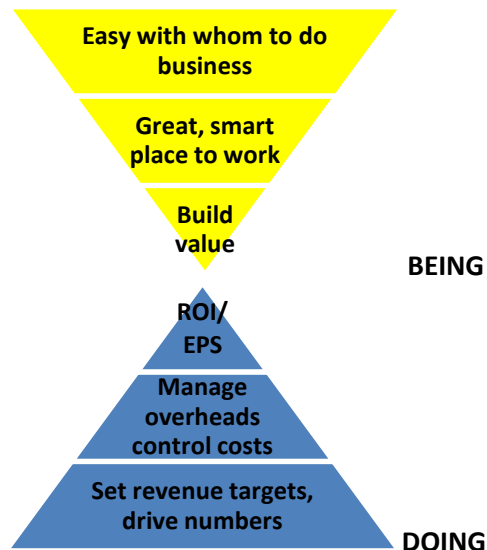 Easy with whom to do
business
Great, smart
place to work
Build
value
BEING
ROI/
EPS
Manage
overheads
control costs
Set revenue targets,
drive numbers
DOING